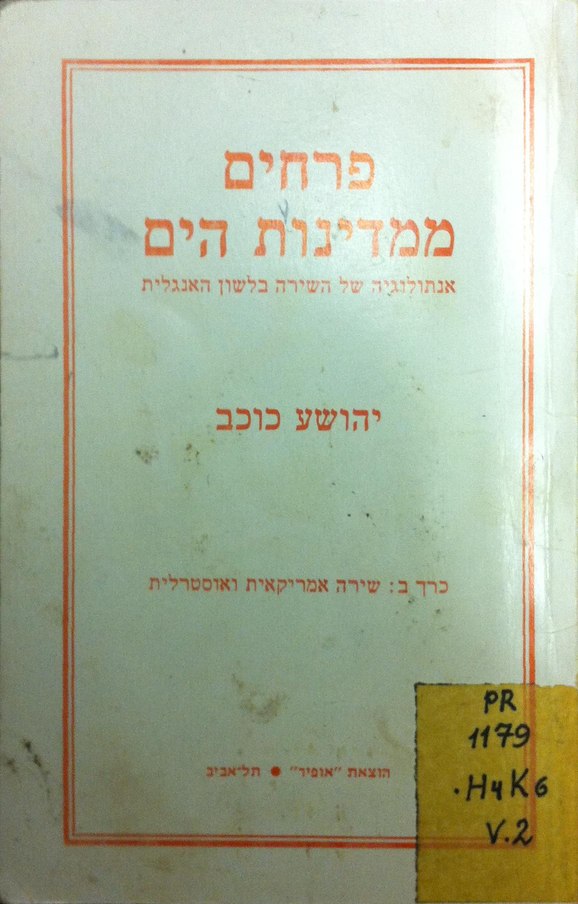 פרחים
ממדינות הים
אנתולוגיה של השירה בלשון האנגלית
יהושע כוכב
כרך ב: שירה אמריקאית ואוסטרלית
הוצאת "אופיר" ● תל־אביב
PR
1179
.H4K6
V.2